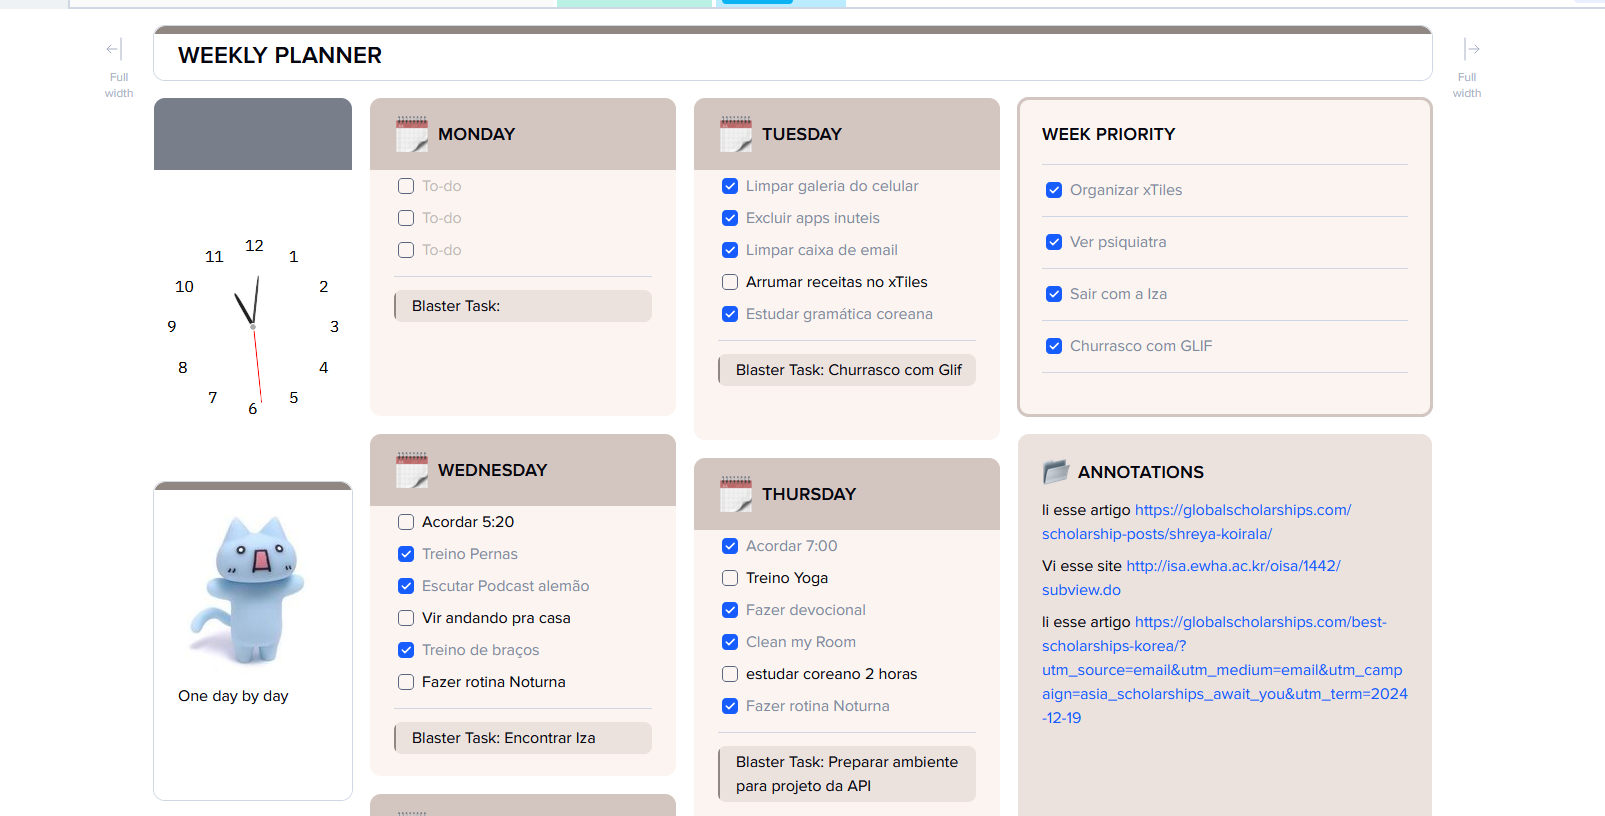 Full
width
WEEKLY PLANNER
Full
width
12
1
2
3
4
5
6
7
8
9
10
11
One day by day
MONDAY
To-do
To-do
To-do
Blaster Task:
TUESDAY
Limpar galeria do celular
Excluir apps inuteis
Limpar caixa de email
Arrumar receitas no xTiles
Estudar gramática coreana
Blaster Task: Churrasco com Glif
WEEK PRIORITY
Organizar xTiles
Ver psiquiatra
Sair com a Iza
Churrasco com GLIF
WEDNESDAY
Acordar 5:20
Treino Pernas
Escutar Podcast alemão
Vir andando pra casa
Treino de braços
Fazer rotina Noturna
Blaster Task: Encontrar Iza
THURSDAY
Acordar 7:00
Treino Yoga
Fazer devocional
Clean my Room
estudar coreano 2 horas
Fazer rotina Noturna
Blaster Task: Preparar ambiente
para projeto da API
ANNOTATIONS
li esse artigo https://globalscholarships.com/
scholarship-posts/shreya-koirala/
Vi esse site http://isa.ewha.ac.kr/oisa/1442/
subview.do
li esse artigo https://globalscholarships.com/best-
scholarships-korea/?
utm_source=email&utm_medium=email&utm_camp
aign=asia_scholarships_await_you&utm_term=2024
-12-19